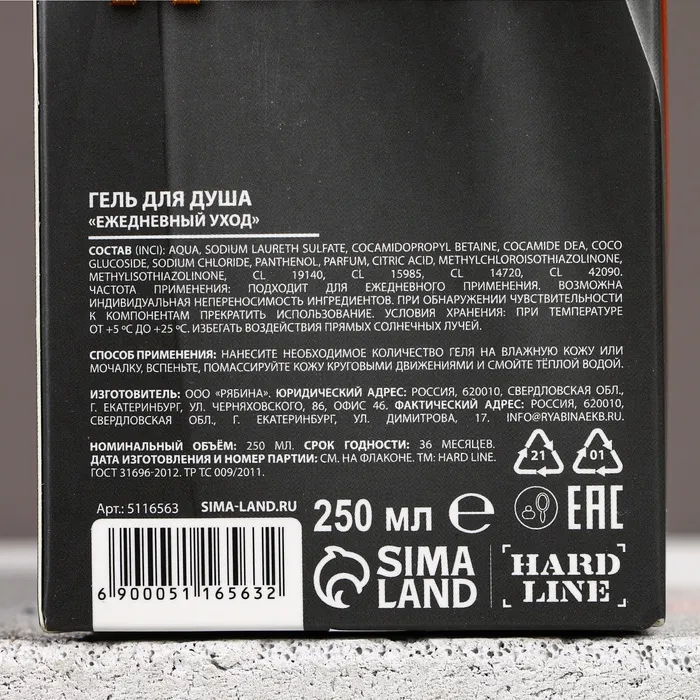 ГЕЛЬ ДЛЯ ДУША
«ЕЖЕДНЕВНЫЙ УХОД»
СОСТАВ (INCI): AQUA, SODIUM LAURETH SULFATE, COCAMIDOPROPYL BETAINE, COCAMIDE DEA, COCO
GLUCOSIDE, SODIUM CHLORIDE, PANTHENOL, PARFUM, CITRIC ACID, METHYLCHLOROISOTHIAZOLINONE,
METHYLISOTHIAZOLINONE, CL 19140, CL 15985, CL 14720, CL 42090.
ЧАСТОТА ПРИМЕНЕНИЯ: ПОДХОДИТ ДЛЯ ЕЖЕДНЕВНОГО ПРИМЕНЕНИЯ. ВОЗМОЖНА
ИНДИВИДУАЛЬНАЯ НЕПЕРЕНОСИМОСТЬ ИНГРЕДИЕНТОВ. ПРИ ОБНАРУЖЕНИИ ЧУВСТВИТЕЛЬНОСТИ
К КОМПОНЕНТАМ ПРЕКРАТИТЬ ИСПОЛЬЗОВАНИЕ. УСЛОВИЯ ХРАНЕНИЯ: ПРИ ТЕМПЕРАТУРЕ
ОТ +5 ºС ДО +25 ºС. ИЗБЕГАТЬ ВОЗДЕЙСТВИЯ ПРЯМЫХ СОЛНЕЧНЫХ ЛУЧЕЙ.
СПОСОБ ПРИМЕНЕНИЯ: НАНЕСИТЕ НЕОБХОДИМОЕ КОЛИЧЕСТВО ГЕЛЯ НА ВЛАЖНУЮ КОЖУ ИЛИ
МОЧАЛКУ, ВСПЕНЬТЕ, ПОМАССИРУЙТЕ КОЖУ КРУГОВЫМИ ДВИЖЕНИЯМИ И СМОЙТЕ ТЁПЛОЙ ВОДОЙ.
ИЗГОТОВИТЕЛЬ: ООО «РЯБИНА». ЮРИДИЧЕСКИЙ АДРЕС: РОССИЯ, 620010, СВЕРДЛОВСКАЯ ОБЛ.,
Г. ЕКАТЕРИНБУРГ, УЛ. ЧЕРНЯХОВСКОГО, 86, ОФИС 46. ФАКТИЧЕСКИЙ АДРЕС: РОССИЯ, 620010,
СВЕРДЛОВСКАЯ ОБЛ., Г. ЕКАТЕРИНБУРГ, УЛ. ДИМИТРОВА, 17. INFO@RYABINAEKB.RU
НОМИНАЛЬНЫЙ ОБЪЁМ: 250 МЛ. СРОК ГОДНОСТИ: 36 МЕСЯЦЕВ.
ДАТА ИЗГОТОВЛЕНИЯ И НОМЕР ПАРТИИ: СМ. НА ФЛАКОНЕ. ТМ: HARD LINE.
ГОСТ 31696-2012. ТР ТС 009/2011.
21 01
Арт.: 5116563 SIMA-LAND.RU
250 мл ℮ EAC
6 900051 165632
SIMA
LAND
HARD
LINE